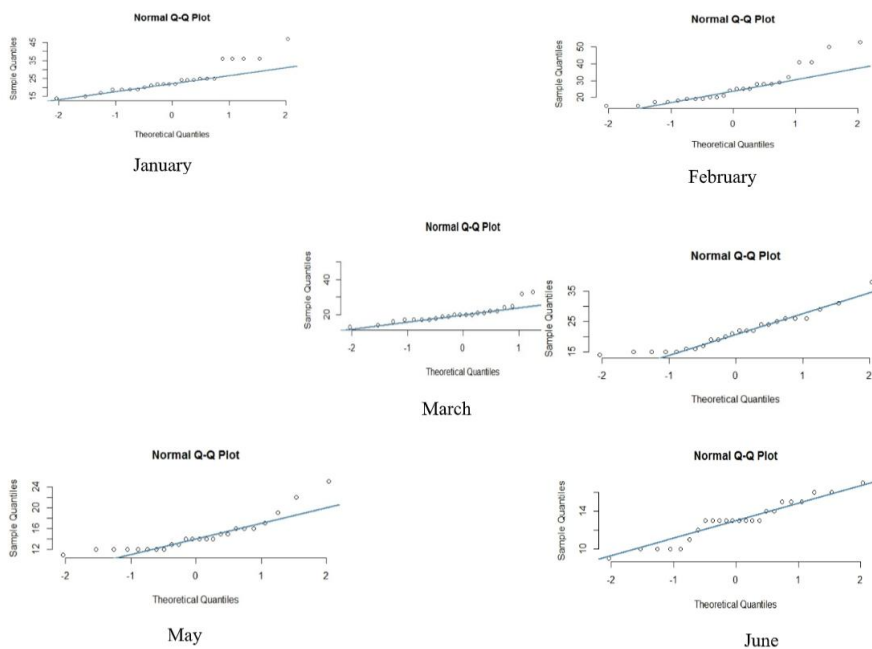 Normal Q-Q Plot
Sample Quantiles
15 25 35 45
-2 -1 0 1 2
Theoretical Quantiles
January
Normal Q-Q Plot
Sample Quantiles
20 30 40 50
-2 -1 0 1 2
Theoretical Quantiles
February
Normal Q-Q Plot
Sample Quantiles
20 40
-2 -1 0 1
Theoretical Quantiles
March
Normal Q-Q Plot
Sample Quantiles
15 25 35
-2 -1 0 1 2
Theoretical Quantiles
Normal Q-Q Plot
Sample Quantiles
12 16 20 24
-2 -1 0 1 2
Theoretical Quantiles
May
Normal Q-Q Plot
Sample Quantiles
10 14
-2 -1 0 1 2
Theoretical Quantiles
June